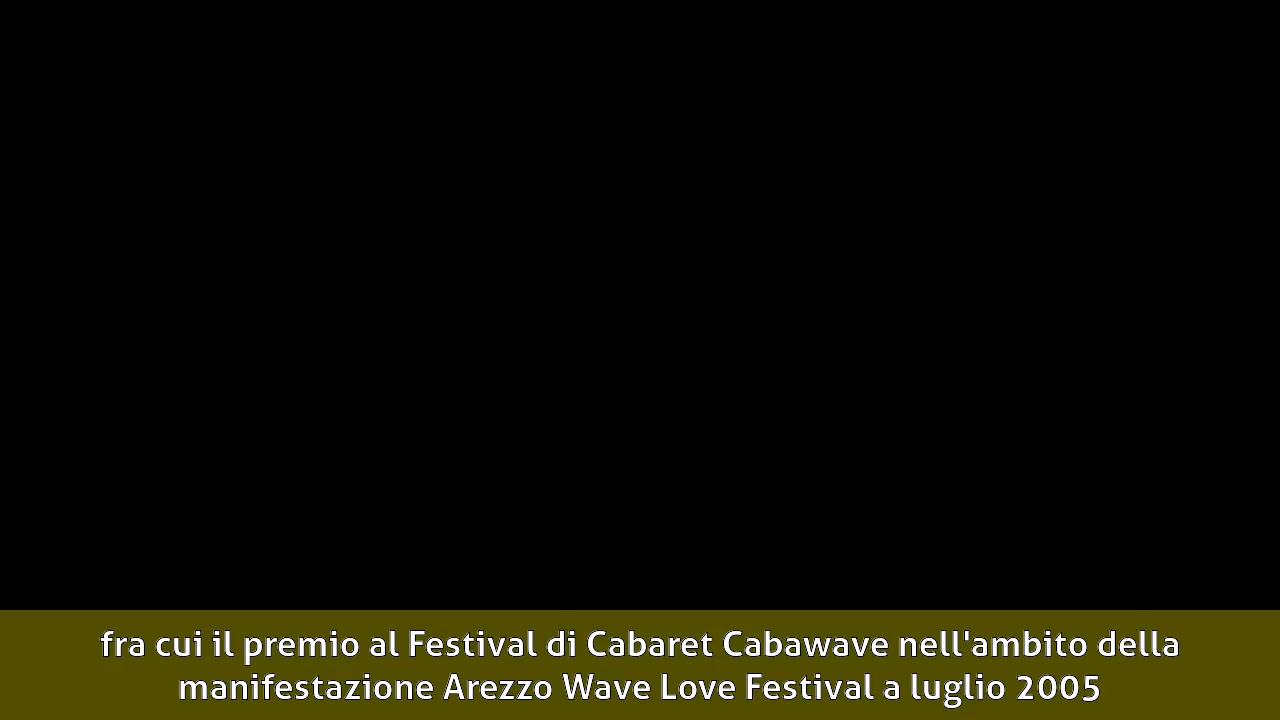 fra cui il premio al Festival di Cabaret Cabawave nell'ambito della
manifestazione Arezzo Wave Love Festival a luglio 2005